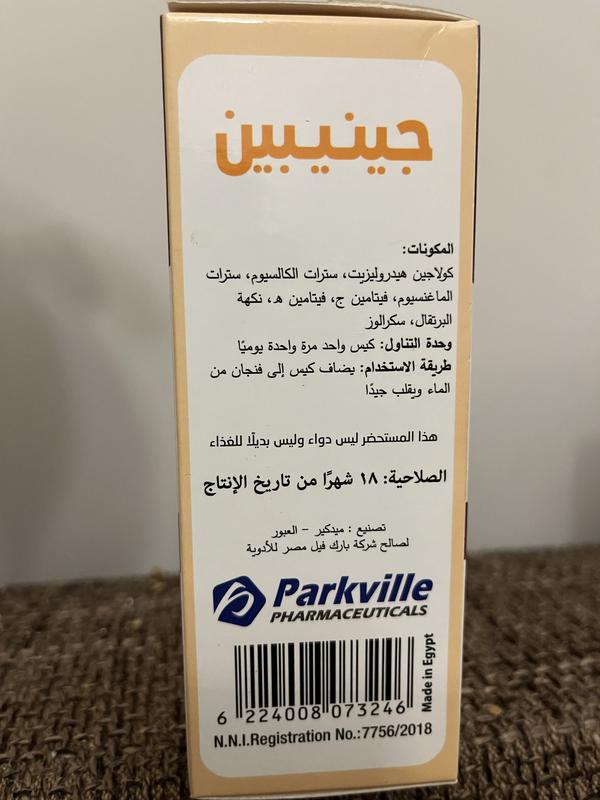 جينيبين
المكونات:
كولاجين هيدروليزيت، سترات الكالسيوم، سترات
الماغنسيوم، فيتامين ج، فيتامين هـ، نكهة
البرتقال، سكرالوز
وحدة التناول: كيس واحد مرة واحدة يوميًا
طريقة الاستخدام: يضاف كيس إلى فنجان من
الماء ويقلب جيدًا
هذا المستحضر ليس دواء وليس بديلًا للغذاء
الصلاحية: ١٨ شهرًا من تاريخ الإنتاج
تصنيع : ميدكير - العبور
لصالح شركة بارك فيل مصر للأدوية
Parkville
PHARMACEUTICALS
Made in Egypt
6 224008 073246
N.N.I.Registration No.:7756/2018